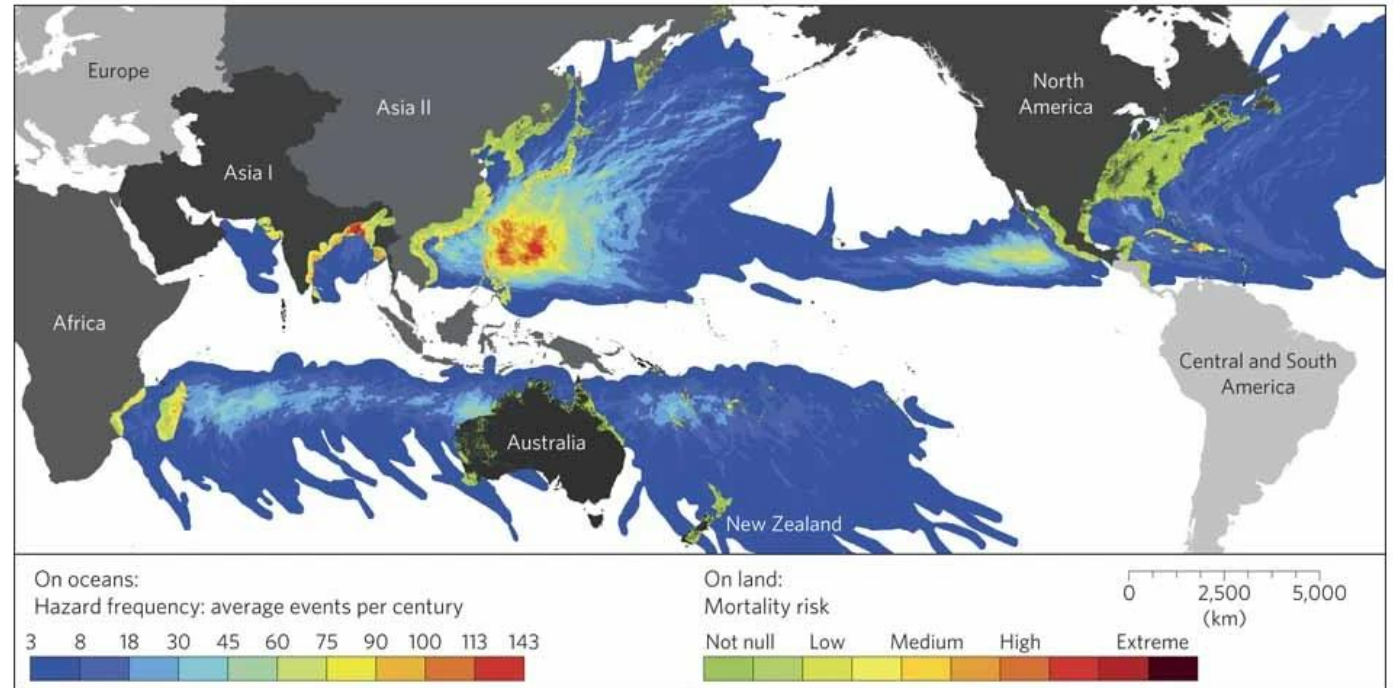 Europe
Asia II
North
America
Asia I
Africa
Central and South
America
Australia
New Zealand
On oceans:
Hazard frequency: average events per century
3 8 18 30 45 60 75 90 100 113 143
On land:
Mortality risk
Not null Low Medium High Extreme
0 2,500 5,000
(km)